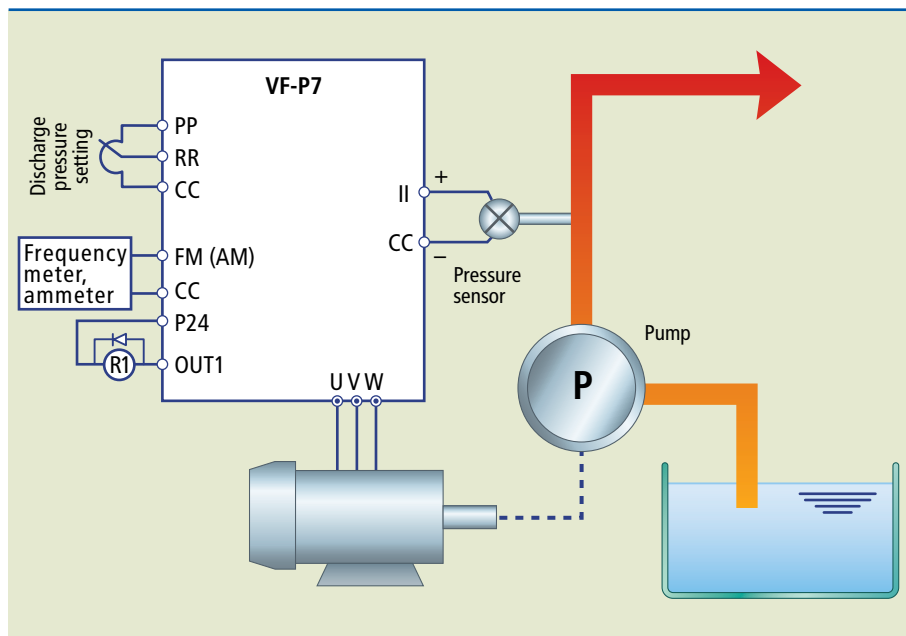 VF-P7
Discharge
pressure
setting
PP
RR
CC
Frequency
meter,
ammeter
FM (AM)
CC
P24
R1
OUT1
II
+
CC
−
Pressure
sensor
U V W
Pump
P